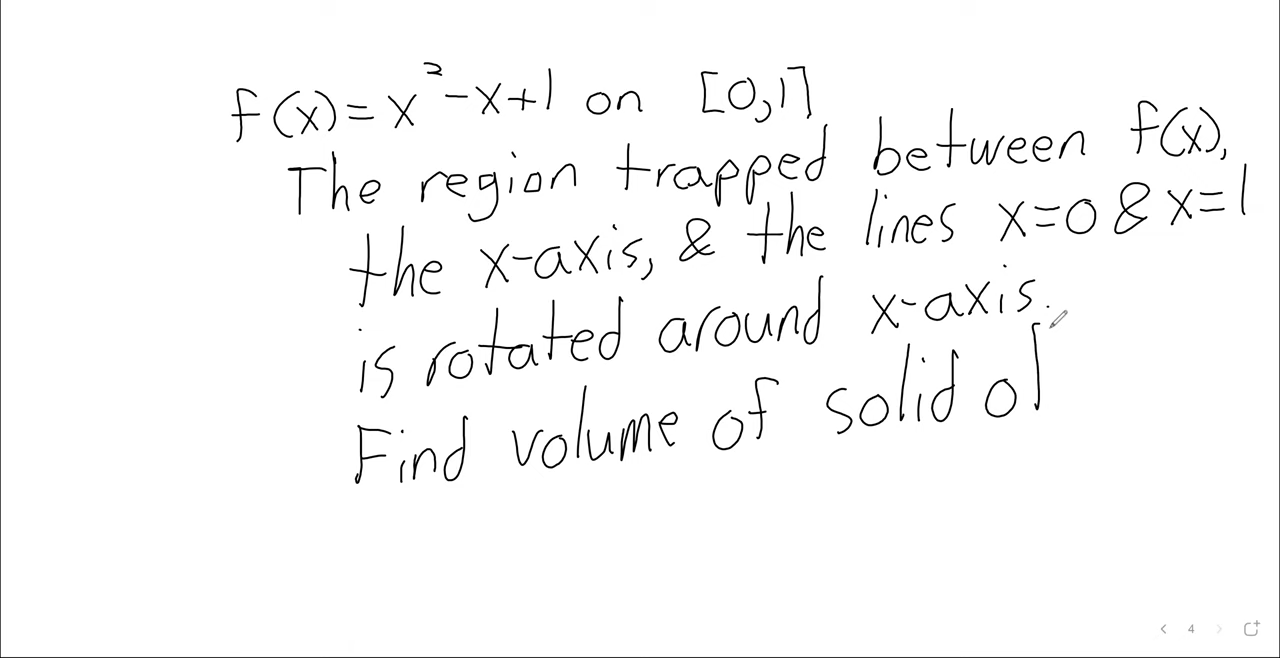 f(x)=x²-x+1 on [0,1]
The region trapped between f(x),
the x-axis, & the lines x=0 & x=1
is rotated around x-axis.
Find volume of solid of
4